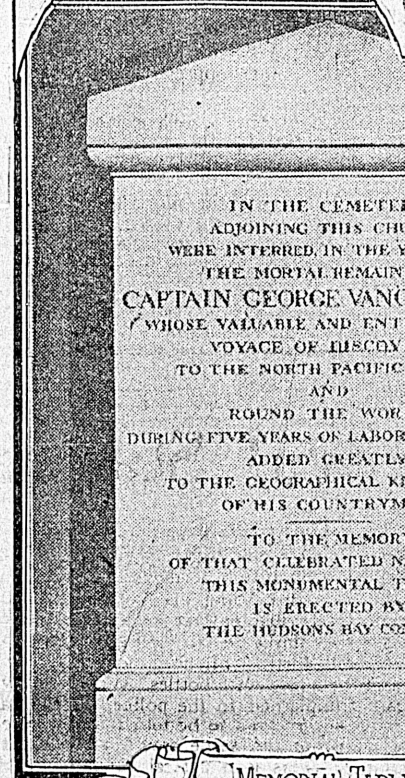 IN THE CEMETE
ADJOINING THIS CHU
WERE INTERRED, IN THE Y
THE MORTAL REMAIN
CAPTAIN GEORGE VANC
WHOSE VALUABLE AND ENT
VOYAGE OF DISCOV
TO THE NORTH PACIFIC
AND
ROUND THE WOR
DURING FIVE YEARS OF LABOR
ADDED GREATLY
TO THE GEOGRAPHICAL K
OF HIS COUNTRYM
TO THE MEMOR
OF THAT CELEBRATED N
THIS MONUMENTAL T
IS ERECTED BY
THE HUDSONS BAY CO
MEMORIAL TABL